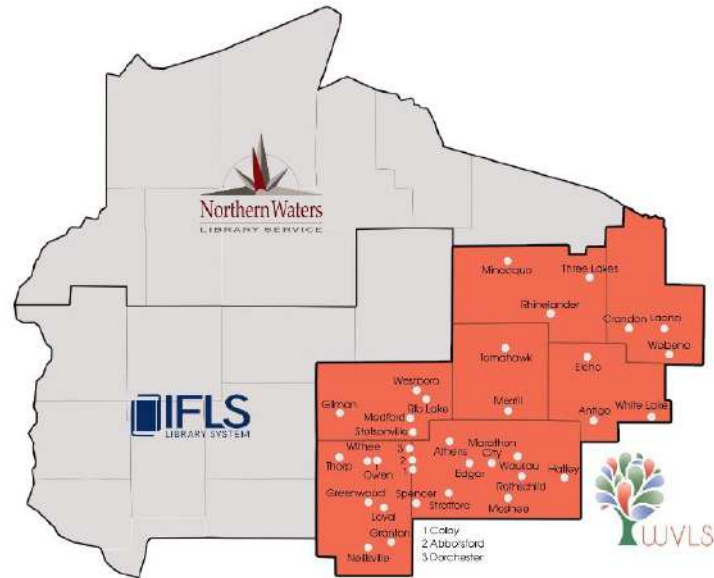 Northern Waters
LIBRARY SERVICE
IFLS
LIBRARY SYSTEM
Minocqua
Three Lakes
Rhinelander
Crandon
Laona
Wabeno
Tomahawk
Elcho
Westboro
Gilman
Rib Lake
Merrill
Medford
Antigo
White Lake
Stetsonville
Withee
3
Athens
Marathon
City
Thorp
Owen
2
1
Edgar
Wausau
Hatley
Rothschild
Greenwood
Spencer
Stratford
Mosinee
Loyal
Granton
Neillsville
1 Colby
2 Abbotsford
3 Dorchester
WVLS